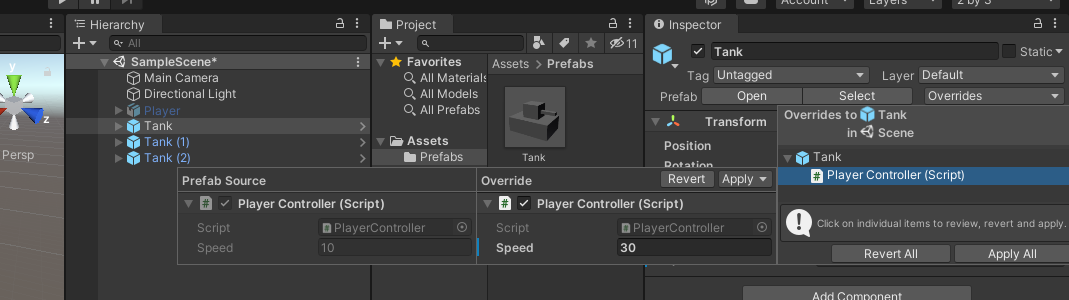 Account
Layers
2 by 3
Hierarchy
All
SampleScene*
Main Camera
Directional Light
Player
Tank
Tank (1)
Tank (2)
y
z
Persp
Project
11
Favorites
All Materials
All Models
All Prefabs
Assets
Prefabs
Assets > Prefabs
Tank
Inspector
Tank
Static
Tag Untagged
Layer Default
Prefab Open Select Overrides
Transform
Position
Rotation
Overrides to Tank
in Scene
Tank
Player Controller (Script)
Click on individual items to review, revert and apply.
Revert All
Apply All
Prefab Source
Player Controller (Script)
Script PlayerController
Speed 10
Override
Revert
Apply
Player Controller (Script)
Script PlayerController
Speed 30
Add Component